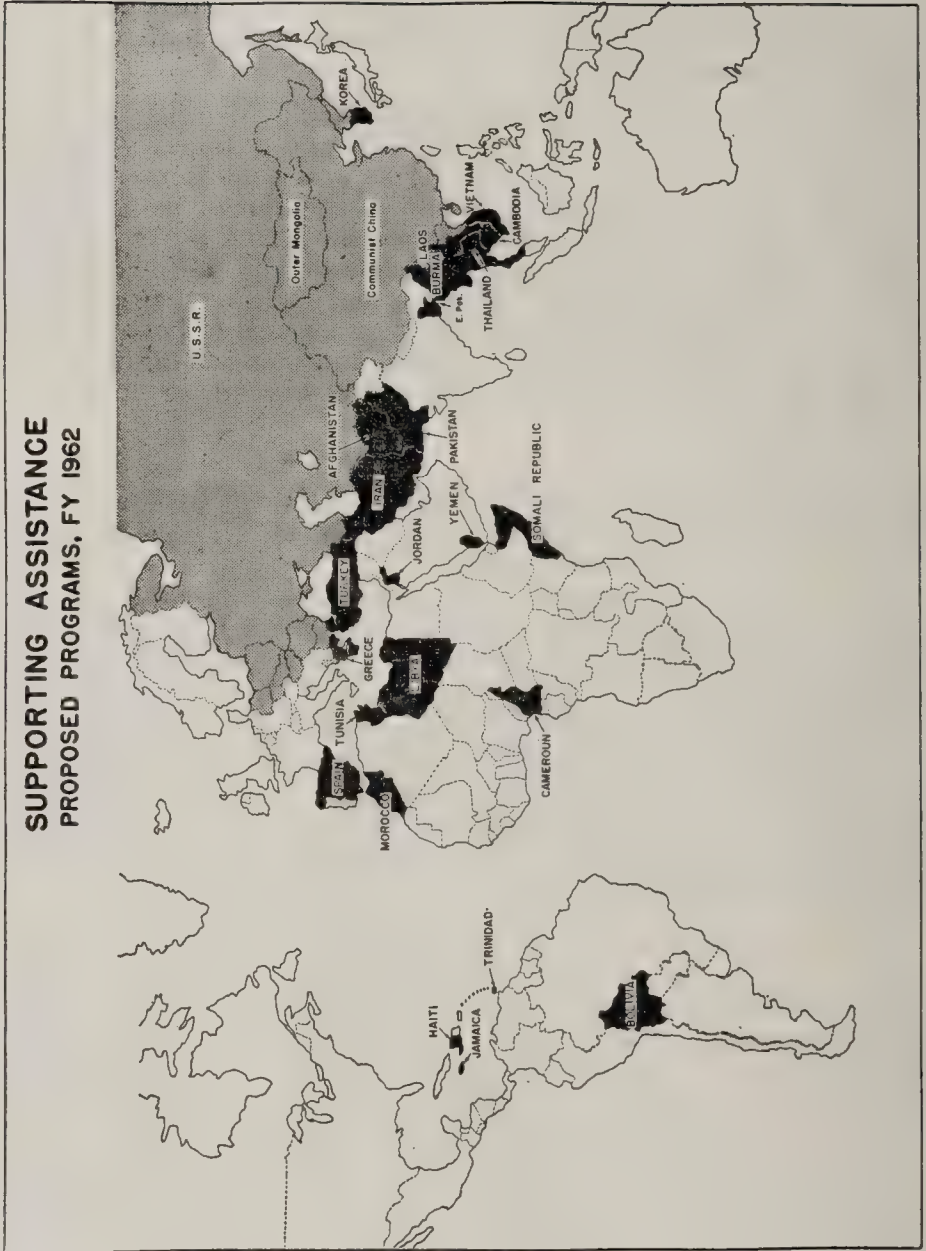 SUPPORTING ASSISTANCE
PROPOSED PROGRAMS, FY 1962
U.S.S.R.
Outer Mongolia
Communist China
KOREA
AFGHANISTAN
IRAN
PAKISTAN
TURKEY
GREECE
JORDAN
YEMEN
SOMALI REPUBLIC
LAOS
BURMA
VIETNAM
CAMBODIA
THAILAND
E. Pak.
SPAIN
TUNISIA
LIBYA
MOROCCO
CAMEROUN
HAITI
JAMAICA
TRINIDAD
BOLIVIA